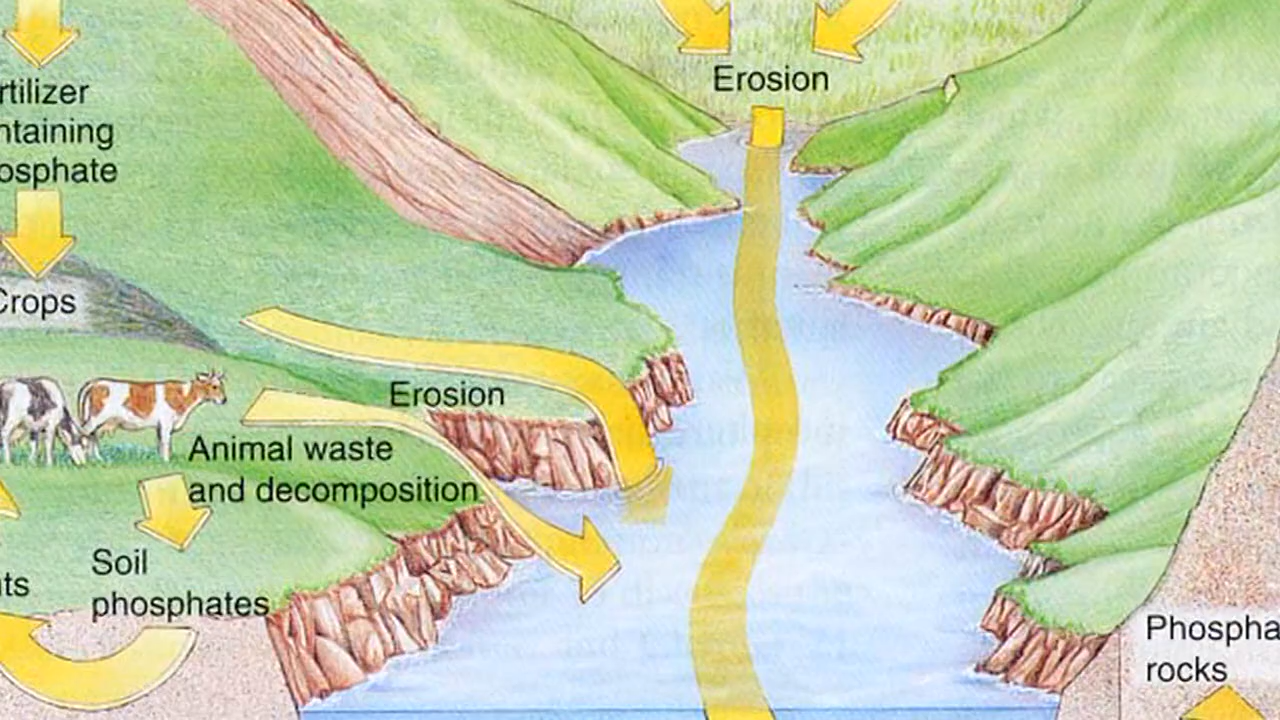 Erosion
rtilizer
ntaining
osphate
Crops
Erosion
Animal waste
and decomposition
Soil
phosphates
nts
Phospha
rocks